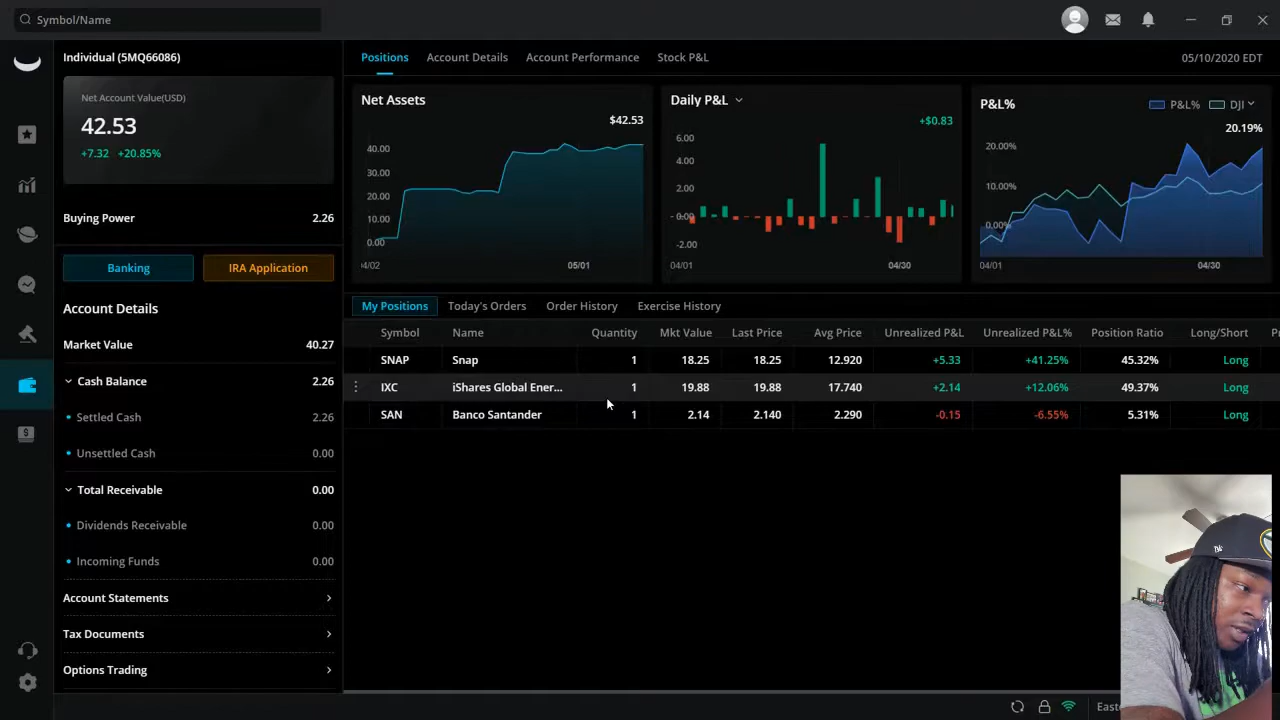 Symbol/Name
Individual (5MQ66086)
Net Account Value(USD)
42.53
+7.32 +20.85%
Buying Power 2.26
Banking IRA Application
Account Details
Market Value 40.27
Cash Balance 2.26
Settled Cash 2.26
Unsettled Cash 0.00
Total Receivable 0.00
Dividends Receivable 0.00
Incoming Funds 0.00
Account Statements
Tax Documents
Options Trading
Positions Account Details Account Performance Stock P&L 05/10/2020 EDT
Net Assets
$42.53
40.00
30.00
20.00
10.00
0.00
/02 05/01
Daily P&L
+$0.83
6.00
4.00
2.00
0.00
-2.00
04/01 04/30
P&L% P&L% DJI
20.19%
20.00%
10.00%
0.00%
04/01 04/30
My Positions Today's Orders Order History Exercise History
Symbol Name Quantity Mkt Value Last Price Avg Price Unrealized P&L Unrealized P&L% Position Ratio Long/Short
SNAP Snap 1 18.25 18.25 12.920 +5.33 +41.25% 45.32% Long
IXC iShares Global Ener... 1 19.88 19.88 17.740 +2.14 +12.06% 49.37% Long
SAN Banco Santander 1 2.14 2.140 2.290 -0.15 -6.55% 5.31% Long